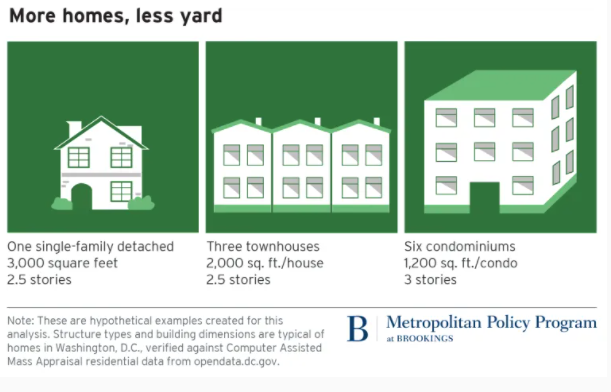 More homes, less yard
One single-family detached
3,000 square feet
2.5 stories
Three townhouses
2,000 sq. ft./house
2.5 stories
Six condominiums
1,200 sq. ft./condo
3 stories
Note: These are hypothetical examples created for this
analysis. Structure types and building dimensions are typical of
homes in Washington, D.C., verified against Computer Assisted
Mass Appraisal residential data from opendata.dc.gov.
B
Metropolitan Policy Program
at BROOKINGS